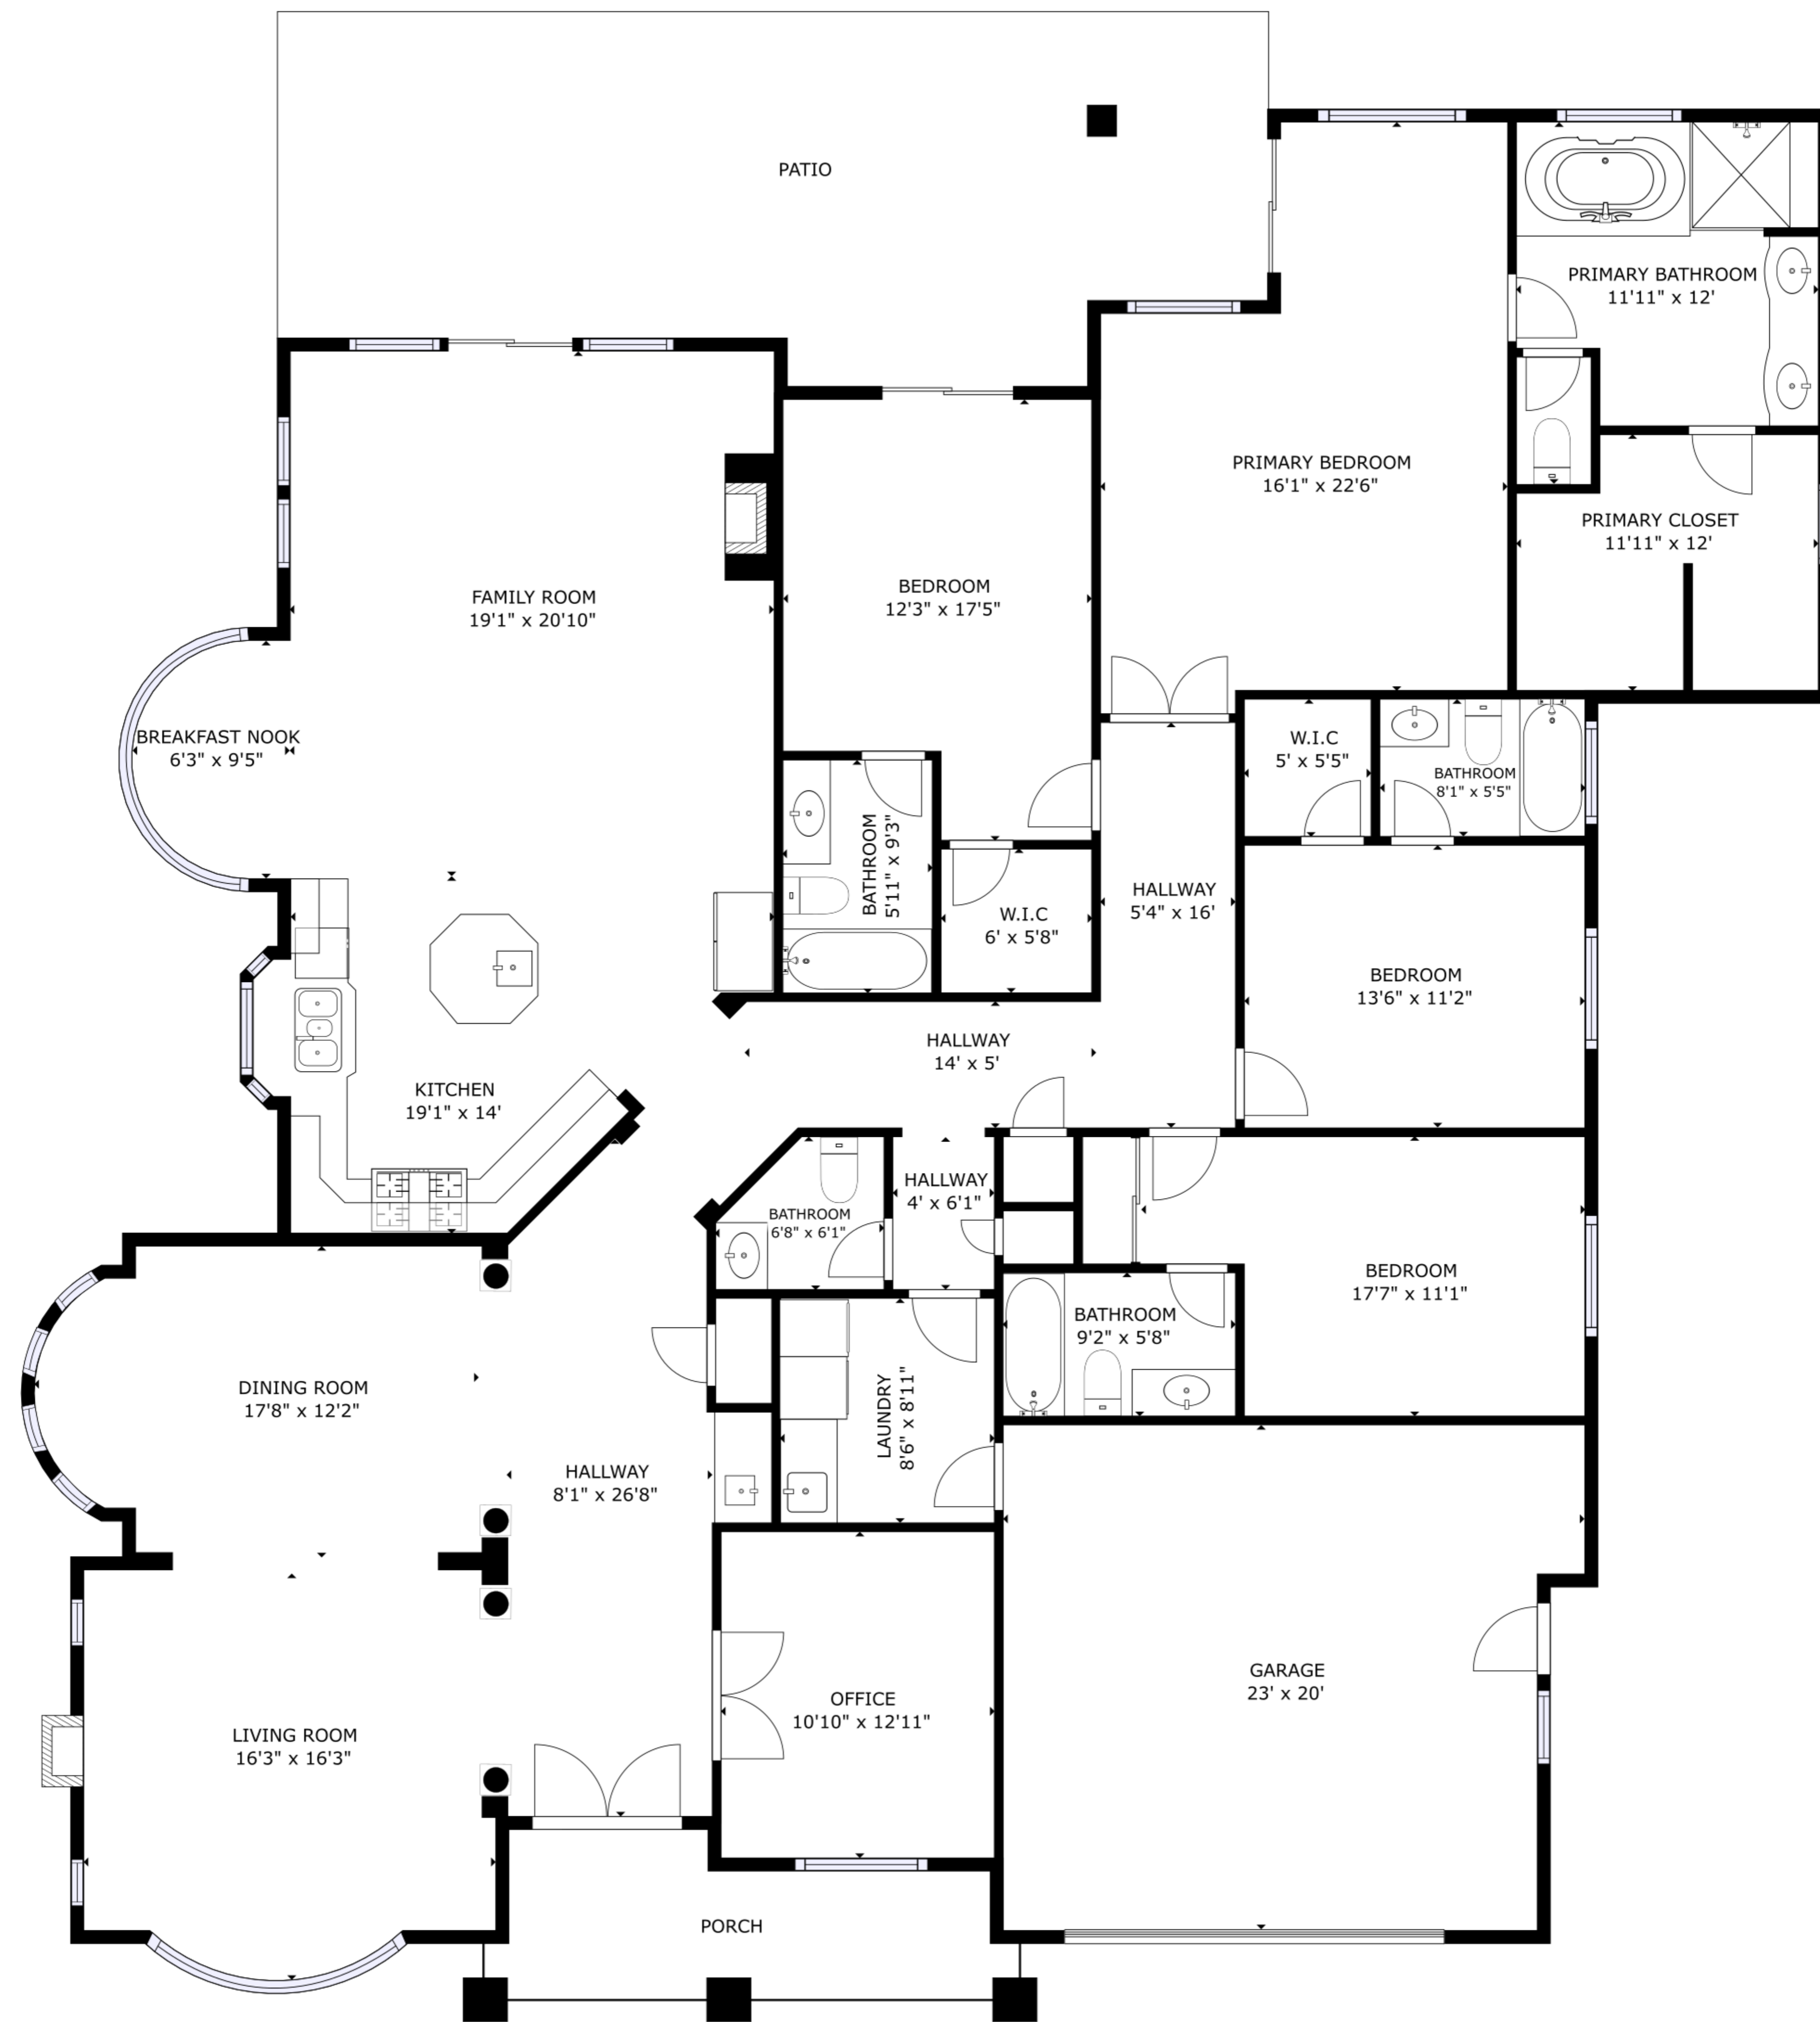 PATIO
PRIMARY BATHROOM
11'11" x 12'
PRIMARY BEDROOM
16'1" x 22'6"
PRIMARY CLOSET
11'11" x 12'
FAMILY ROOM
19'1" x 20'10"
BEDROOM
12'3" x 17'5"
BREAKFAST NOOK
6'3" x 9'5"
W.I.C
5' x 5'5"
BATHROOM
8'1" x 5'5"
BATHROOM
5'11" x 9'3"
W.I.C
6' x 5'8"
HALLWAY
5'4" x 16'
BEDROOM
13'6" x 11'2"
HALLWAY
14' x 5'
KITCHEN
19'1" x 14'
HALLWAY
4' x 6'1"
BATHROOM
6'8" x 6'1"
BEDROOM
17'7" x 11'1"
BATHROOM
9'2" x 5'8"
DINING ROOM
17'8" x 12'2"
LAUNDRY
8'6" x 8'11"
HALLWAY
8'1" x 26'8"
GARAGE
23' x 20'
OFFICE
10'10" x 12'11"
LIVING ROOM
16'3" x 16'3"
PORCH